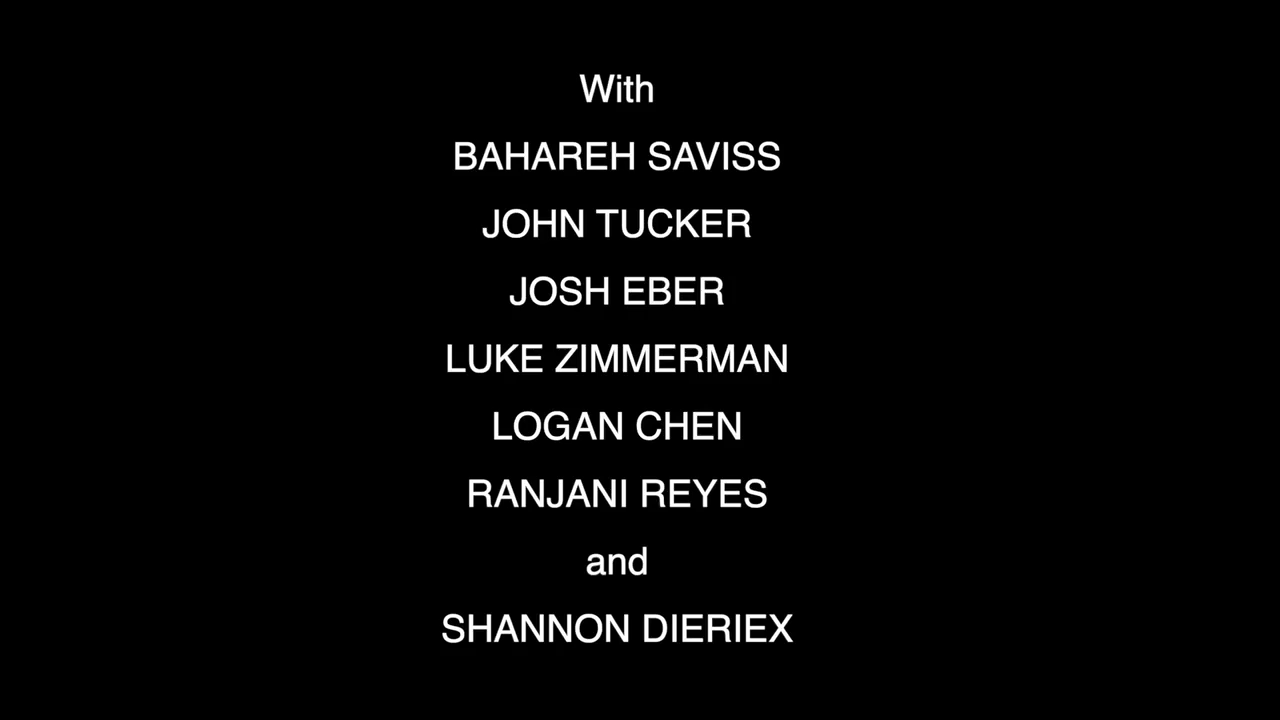 With
BAHAREH SAVISS
JOHN TUCKER
JOSH EBER
LUKE ZIMMERMAN
LOGAN CHEN
RANJANI REYES
and
SHANNON DIERIEX